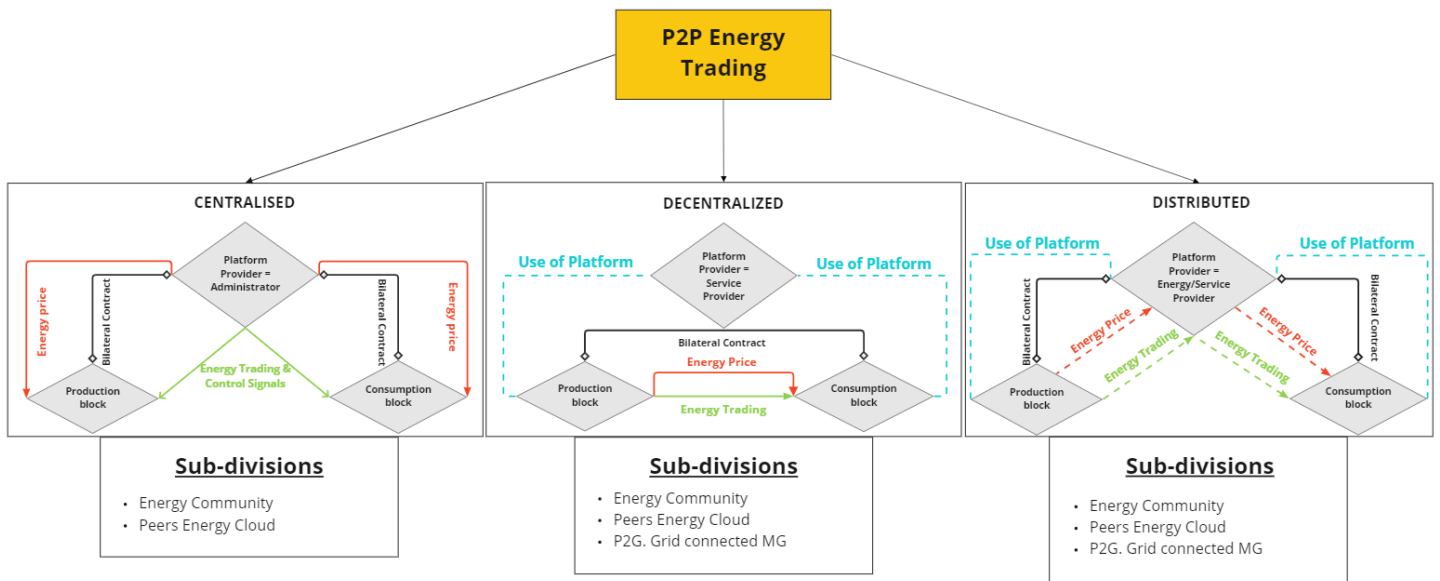 P2P Energy
Trading
CENTRALISED
Platform
Provider =
Administrator
Energy price
Bilateral Contract
Bilateral Contract
Energy price
Energy Trading &
Control Signals
Production
block
Consumption
block
Sub-divisions
• Energy Community
• Peers Energy Cloud
DECENTRALIZED
Use of Platform
Platform
Provider =
Service
Provider
Use of Platform
Bilateral Contract
Energy Price
Production
block
Consumption
block
Energy Trading
Sub-divisions
• Energy Community
• Peers Energy Cloud
• P2G. Grid connected MG
DISTRIBUTED
Use of Platform
Platform
Provider =
Energy/Service
Provider
Use of Platform
Bilateral Contract
Energy Price
Energy Trading
Energy Trading
Energy Price
Bilateral Contract
Production
block
Consumption
block
Sub-divisions
• Energy Community
• Peers Energy Cloud
• P2G. Grid connected MG